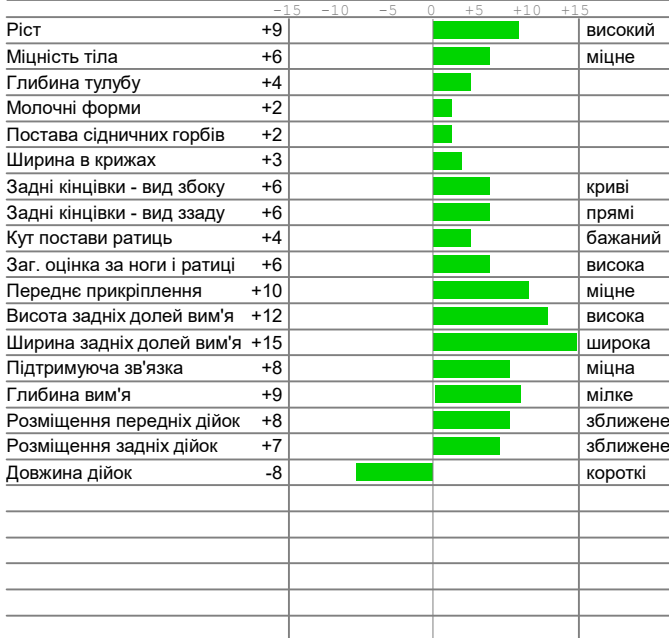 -15 -10 -5 0 +5 +10 +15
Ріст +9 високий
Міцність тіла +6 міцне
Глибина тулубу +4
Молочні форми +2
Постава сідничних горбів +2
Ширина в крижах +3
Задні кінцівки - вид збоку +6 криві
Задні кінцівки - вид ззаду +6 прямі
Кут постави ратиць +4 бажаний
Заг. оцінка за ноги і ратиці +6 висока
Переднє прикріплення +10 міцне
Висота задніх долей вим'я +12 висока
Ширина задніх долей вим'я +15 широка
Підтримуюча зв'язка +8 міцна
Глибина вим'я +9 мілке
Розміщення передніх дійок +8 зближене
Розміщення задніх дійок +7 зближене
Довжина дійок -8 короткі